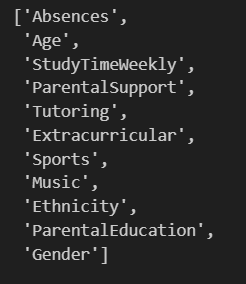 ['Absences',
'Age',
'StudyTimeWeekly',
'ParentalSupport',
'Tutoring',
'Extracurricular',
'Sports',
'Music',
'Ethnicity',
'ParentalEducation',
'Gender']